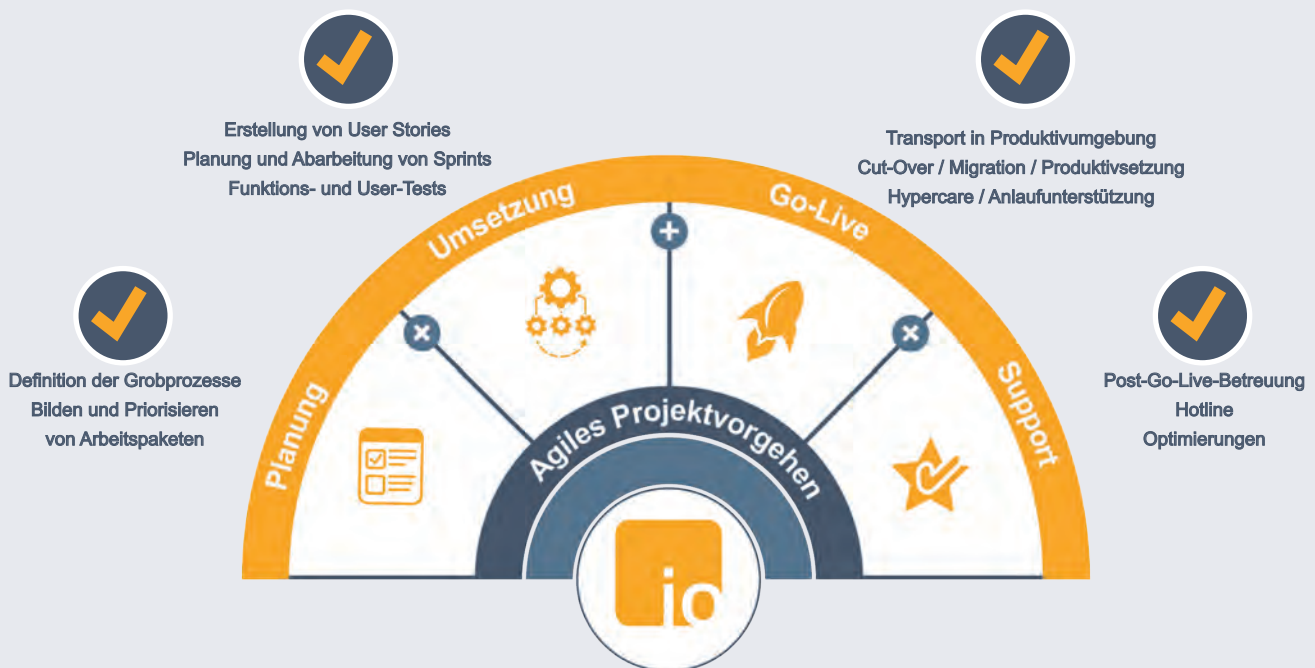 Erstellung von User Stories
Planung und Abarbeitung von Sprints
Funktions- und User-Tests
Transport in Produktivumgebung
Cut-Over / Migration / Produktivsetzung
Hypercare / Anlaufunterstützung
Definition der Grobprozesse
Bilden und Priorisieren
von Arbeitspaketen
Post-Go-Live-Betreuung
Hotline
Optimierungen
Planung
Umsetzung
Go-Live
Support
Agiles Projektvorgehen
io